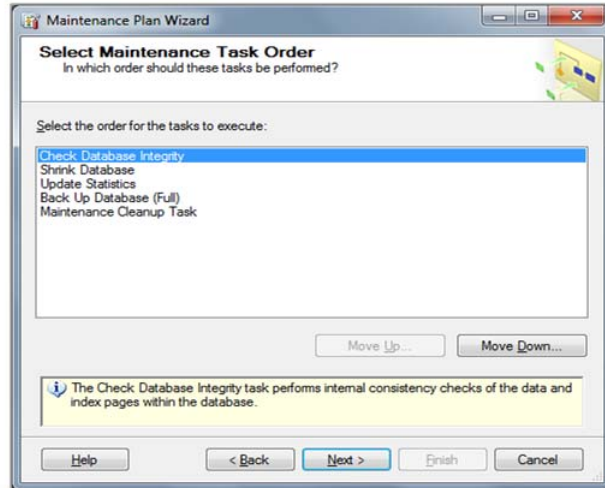 Maintenance Plan Wizard
Select Maintenance Task Order
In which order should these tasks be performed?
Select the order for the tasks to execute:
Check Database Integrity
Shrink Database
Update Statistics
Back Up Database (Full)
Maintenance Cleanup Task
Move Up... Move Down...
The Check Database Integrity task performs internal consistency checks of the data and
index pages within the database.
Help < Back Next > Finish Cancel